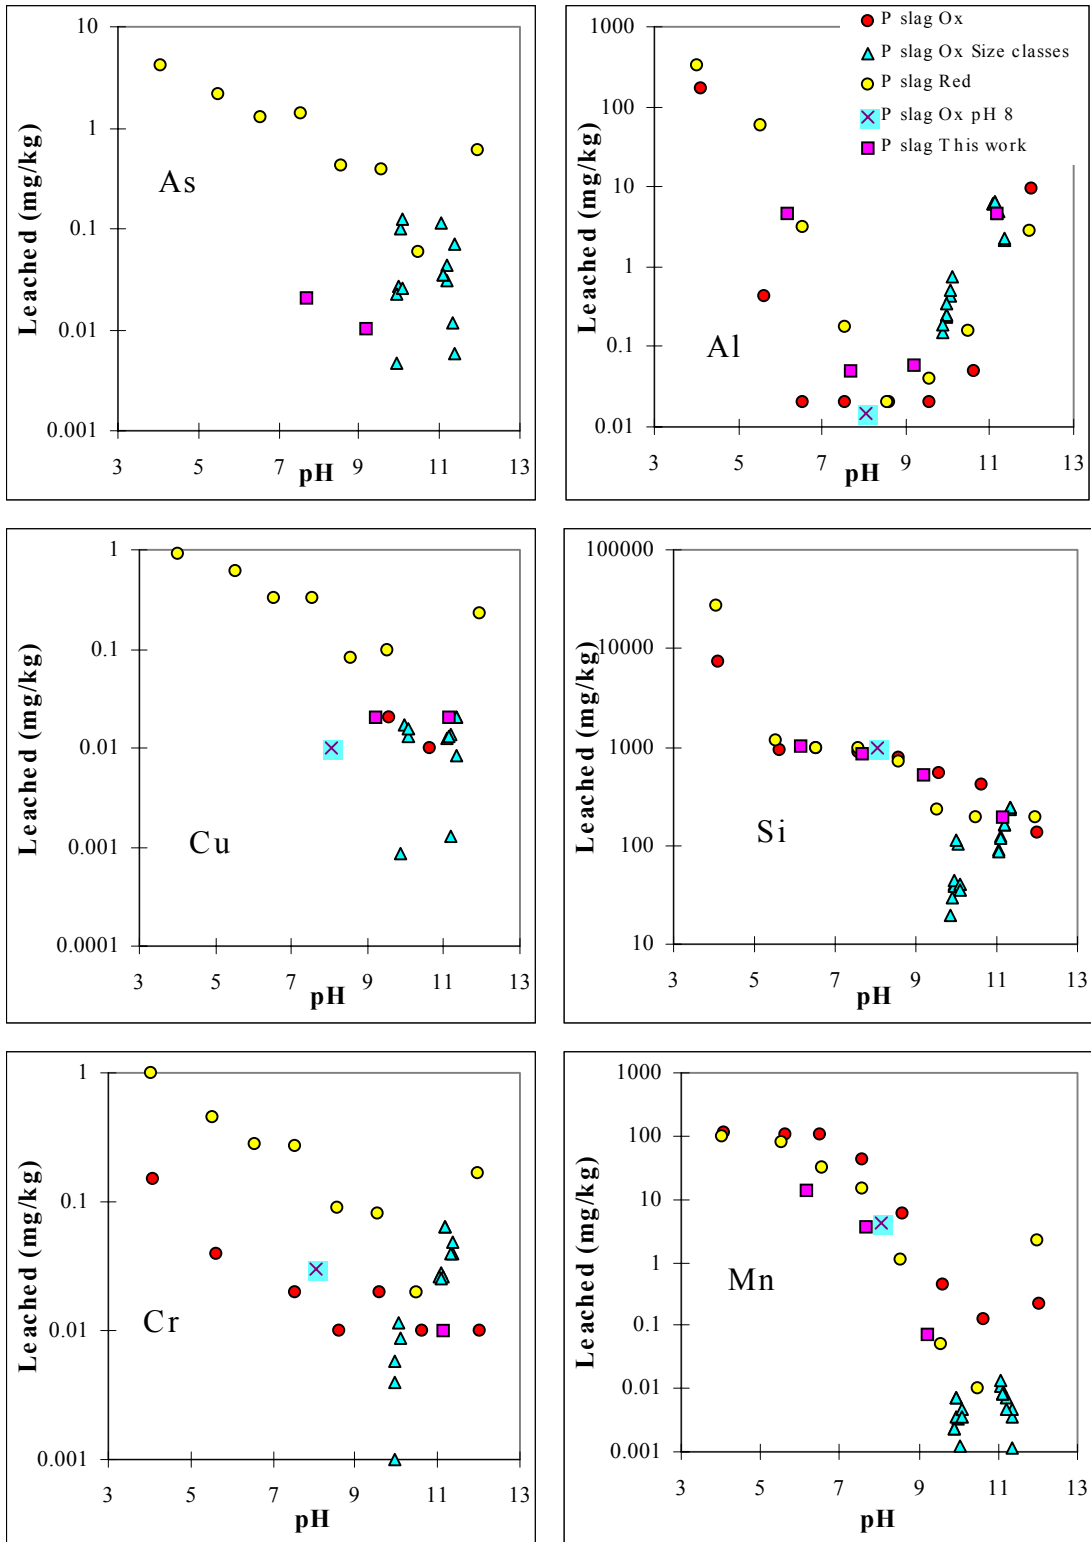 10
1
0.1
0.01
0.001
Leached (mg/kg)
As
3 5 7 9 11 13
pH
1000
100
10
1
0.1
0.01
Leached (mg/kg)
Al
P slag Ox
P slag Ox Size classes
P slag Red
P slag Ox pH 8
P slag This work
3 5 7 9 11 13
pH
1
0.1
0.01
0.001
0.0001
Leached (mg/kg)
Cu
3 5 7 9 11 13
pH
100000
10000
1000
100
10
Leached (mg/kg)
Si
3 5 7 9 11 13
pH
1
0.1
0.01
0.001
Leached (mg/kg)
Cr
3 5 7 9 11 13
pH
1000
100
10
1
0.1
0.01
0.001
Leached (mg/kg)
Mn
3 5 7 9 11 13
pH